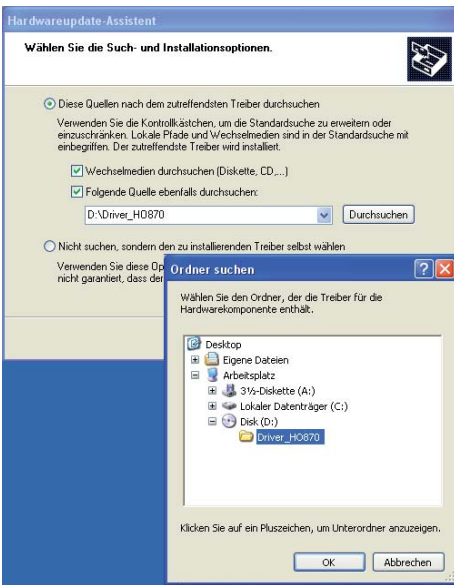 Hardwareupdate-Assistent
Wählen Sie die Such- und Installationsoptionen.
Diese Quellen nach dem zutreffendsten Treiber durchsuchen
Verwenden Sie die Kontrollkästchen, um die Standardsuche zu erweitern oder
einzuschränken. Lokale Pfade und Wechselmedien sind in der Standardsuche mit
einbegriffen. Der zutreffendste Treiber wird installiert.
Wechselmedien durchsuchen (Diskette, CD,...)
Folgende Quelle ebenfalls durchsuchen:
D:\Driver_HO870
Durchsuchen
Nicht suchen, sondern den zu installierenden Treiber selbst wählen
Verwenden Sie diese Op
nicht garantiert, dass der
Ordner suchen
Wählen Sie den Ordner, der die Treiber für die
Hardwarekomponente enthält.
Desktop
Eigene Dateien
Arbeitsplatz
3½-Diskette (A:)
Lokaler Datenträger (C:)
Disk (D:)
Driver_HO870
Klicken Sie auf ein Pluszeichen, um Unterordner anzuzeigen.
OK
Abbrechen